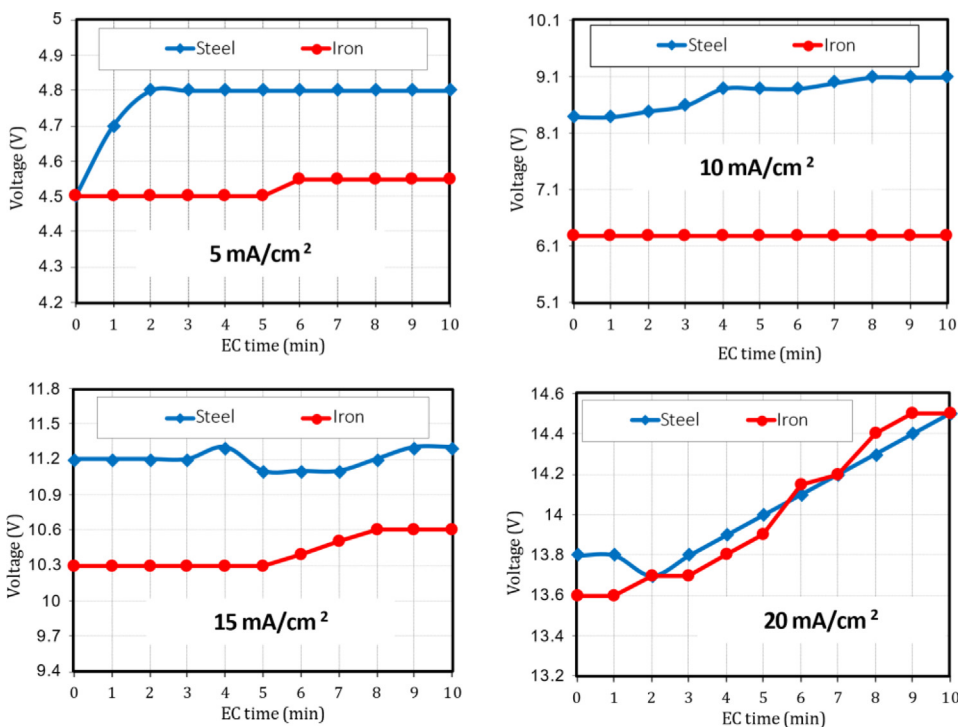 5
4.9
4.8
4.7
4.6
4.5
4.4
4.3
4.2
Voltage (V)
Steel Iron
5 mA/cm²
0 1 2 3 4 5 6 7 8 9 10
EC time (min)
10.1
9.1
8.1
7.1
6.1
5.1
Voltage (V)
Steel Iron
10 mA/cm²
0 1 2 3 4 5 6 7 8 9 10
EC time (min)
11.8
11.5
11.2
10.9
10.6
10.3
10
9.7
9.4
Voltage (V)
Steel Iron
15 mA/cm²
0 1 2 3 4 5 6 7 8 9 10
EC time (min)
14.6
14.4
14.2
14
13.8
13.6
13.4
13.2
Voltage (V)
Steel Iron
20 mA/cm²
0 1 2 3 4 5 6 7 8 9 10
EC time (min)